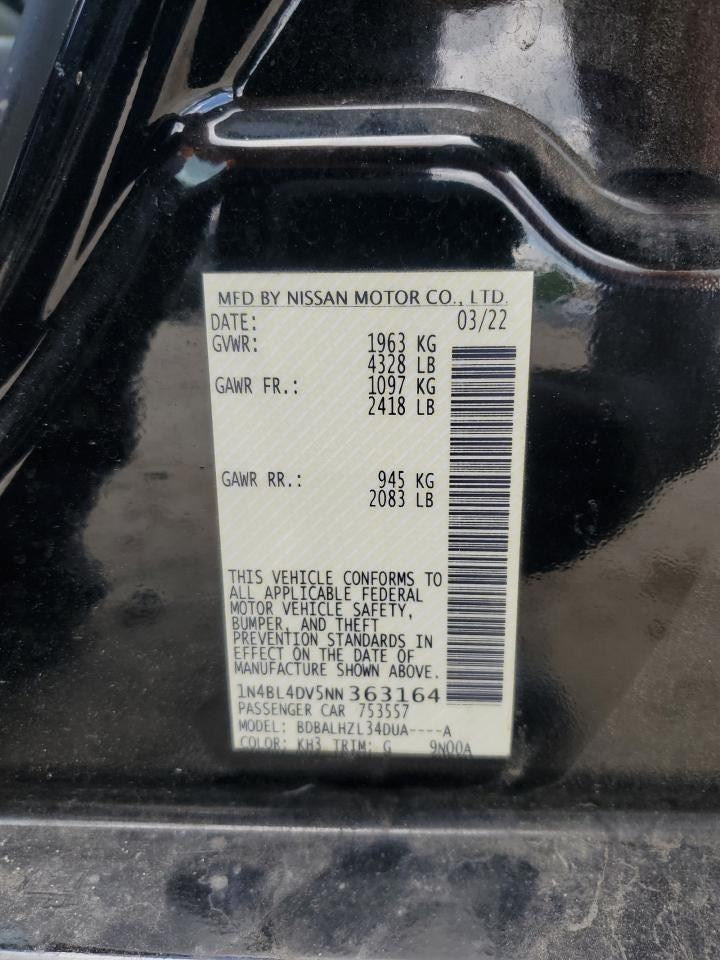 MFD BY NISSAN MOTOR CO., LTD.
DATE: 03/22
GVWR: 1963 KG
4328 LB
GAWR FR.: 1097 KG
2418 LB
GAWR RR.: 945 KG
2083 LB
THIS VEHICLE CONFORMS TO
ALL APPLICABLE FEDERAL
MOTOR VEHICLE SAFETY,
BUMPER, AND THEFT
PREVENTION STANDARDS IN
EFFECT ON THE DATE OF
MANUFACTURE SHOWN ABOVE.
1N4BL4DV5NN363164
PASSENGER CAR 753557
MODEL: BDBALHZL34DUA----A
COLOR: KH3 TRIM: G 9N00A